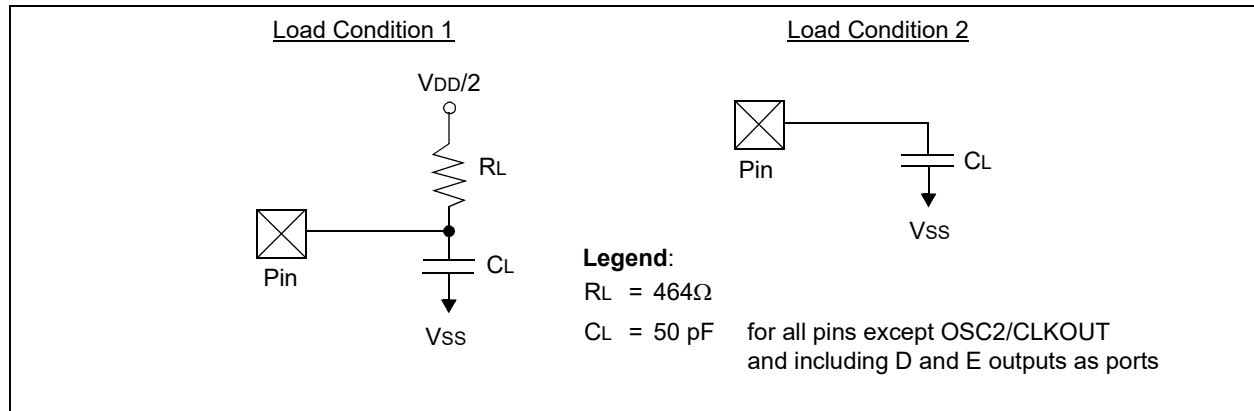 Load Condition 1
VDD/2
RL
Pin
CL
VSS
Load Condition 2
Pin
CL
VSS
Legend:
RL = 464Ω
CL = 50 pF for all pins except OSC2/CLKOUT
and including D and E outputs as ports